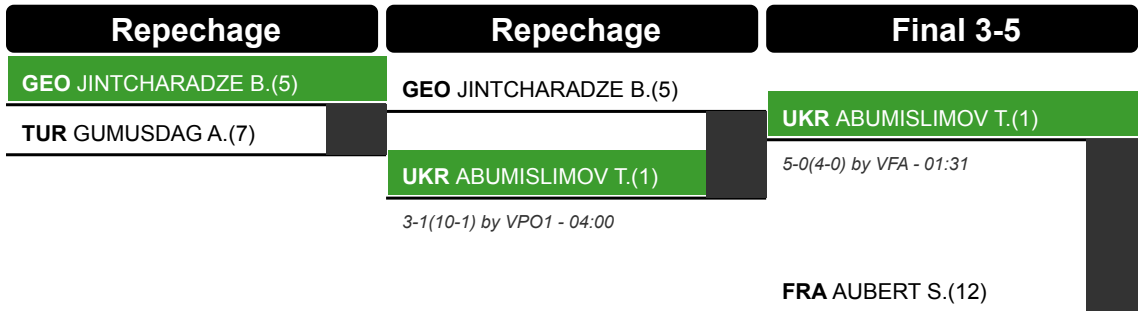 Repechage
GEO JINTCHARADZE B.(5)
TUR GUMUSDAG A.(7)
Repechage
GEO JINTCHARADZE B.(5)
UKR ABUMISLIMOV T.(1)
3-1(10-1) by VPO1 - 04:00
Final 3-5
UKR ABUMISLIMOV T.(1)
5-0(4-0) by VFA - 01:31
FRA AUBERT S.(12)